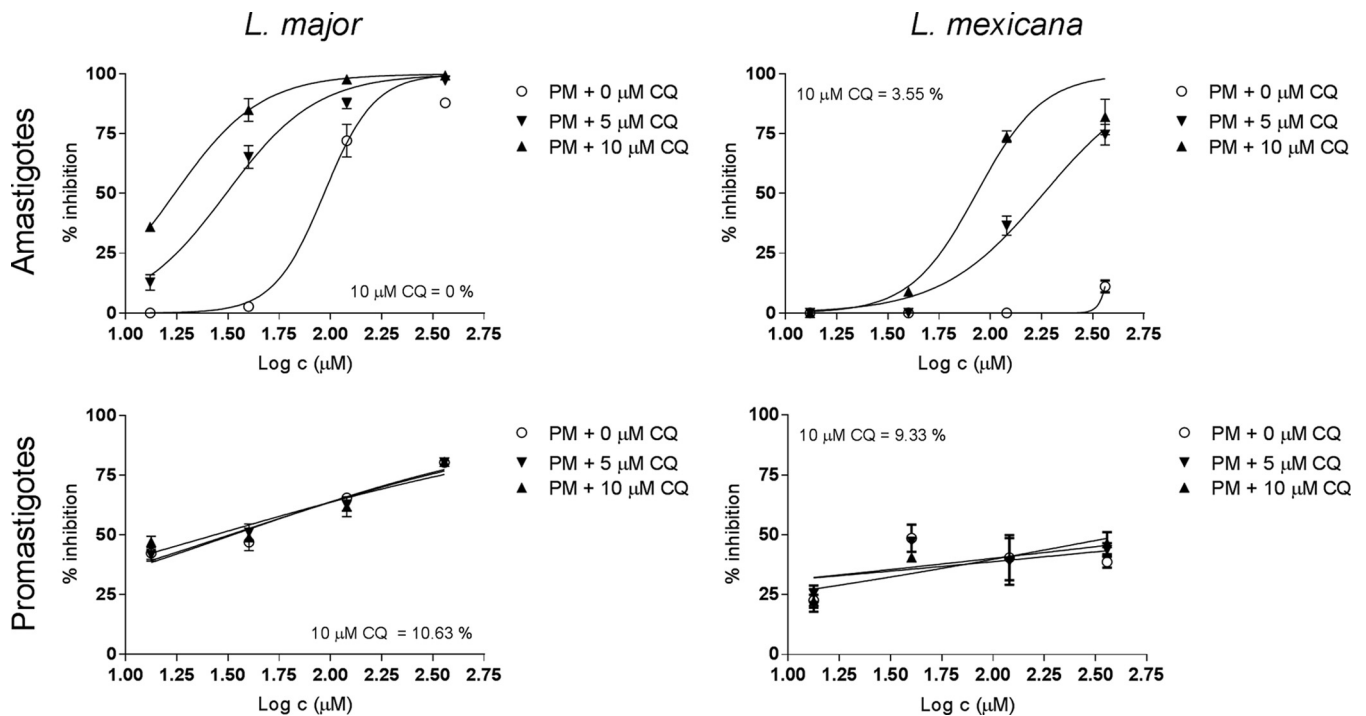 L. major
L. mexicana
Amastigotes
% inhibition
100
75
50
25
0
1.00 1.25 1.50 1.75 2.00 2.25 2.50 2.75
Log c (µM)
10 µM CQ = 0 %
PM + 0 µM CQ
PM + 5 µM CQ
PM + 10 µM CQ
% inhibition
100
75
50
25
0
1.00 1.25 1.50 1.75 2.00 2.25 2.50 2.75
Log c (µM)
10 µM CQ = 3.55 %
PM + 0 µM CQ
PM + 5 µM CQ
PM + 10 µM CQ
Promastigotes
% inhibition
100
75
50
25
0
1.00 1.25 1.50 1.75 2.00 2.25 2.50 2.75
Log c (µM)
10 µM CQ = 10.63 %
PM + 0 µM CQ
PM + 5 µM CQ
PM + 10 µM CQ
% inhibition
100
75
50
25
0
1.00 1.25 1.50 1.75 2.00 2.25 2.50 2.75
Log c (µM)
10 µM CQ = 9.33 %
PM + 0 µM CQ
PM + 5 µM CQ
PM + 10 µM CQ